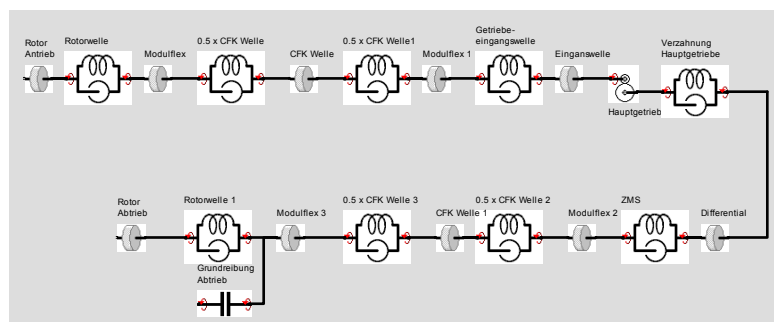 Rotor
Antrieb
Rotorwelle
Modulflex
0.5 x CFK Welle
CFK Welle
0.5 x CFK Welle1
Modulflex 1
Getriebe-
eingangswelle
Einganswelle
Hauptgetrieb
Verzahnung
Hauptgetriebe
Rotor
Abtrieb
Rotorwelle 1
Grundreibung
Abtrieb
Modulflex 3
0.5 x CFK Welle 3
CFK Welle 1
0.5 x CFK Welle 2
Modulflex 2
ZMS
Differential